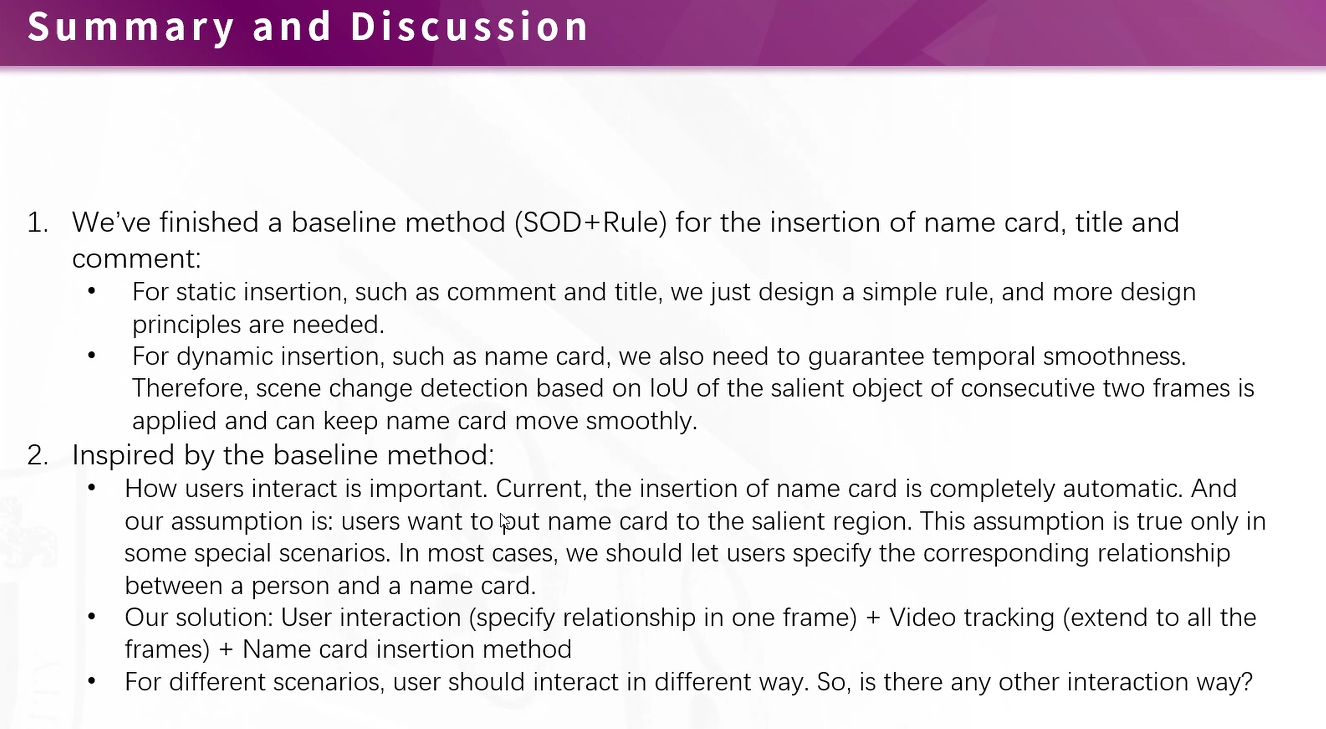 Summary and Discussion
1. We've finished a baseline method (SOD+Rule) for the insertion of name card, title and
comment:
• For static insertion, such as comment and title, we just design a simple rule, and more design
principles are needed.
• For dynamic insertion, such as name card, we also need to guarantee temporal smoothness.
Therefore, scene change detection based on IoU of the salient object of consecutive two frames is
applied and can keep name card move smoothly.
2. Inspired by the baseline method:
• How users interact is important. Current, the insertion of name card is completely automatic. And
our assumption is: users want to put name card to the salient region. This assumption is true only in
some special scenarios. In most cases, we should let users specify the corresponding relationship
between a person and a name card.
• Our solution: User interaction (specify relationship in one frame) + Video tracking (extend to all the
frames) + Name card insertion method
• For different scenarios, user should interact in different way. So, is there any other interaction way?